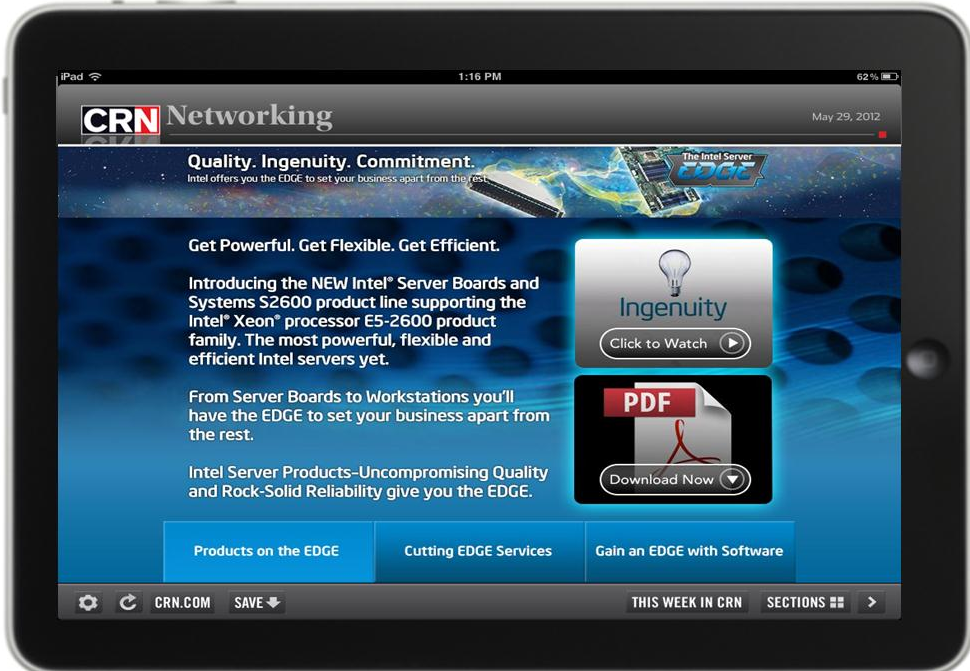 iPad 1:16 PM 62%
CRN Networking May 29, 2012
Quality. Ingenuity. Commitment.
Intel offers you the EDGE to set your business apart from the rest
The Intel Server
EDGE
Get Powerful. Get Flexible. Get Efficient.
Introducing the NEW Intel® Server Boards and
Systems S2600 product line supporting the
Intel® Xeon® processor E5-2600 product
family. The most powerful, flexible and
efficient Intel servers yet.
From Server Boards to Workstations you'll
have the EDGE to set your business apart from
the rest.
Intel Server Products–Uncompromising Quality
and Rock-Solid Reliability give you the EDGE.
Ingenuity
Click to Watch
PDF
Download Now
Products on the EDGE
Cutting EDGE Services
Gain an EDGE with Software
CRN.COM SAVE THIS WEEK IN CRN SECTIONS